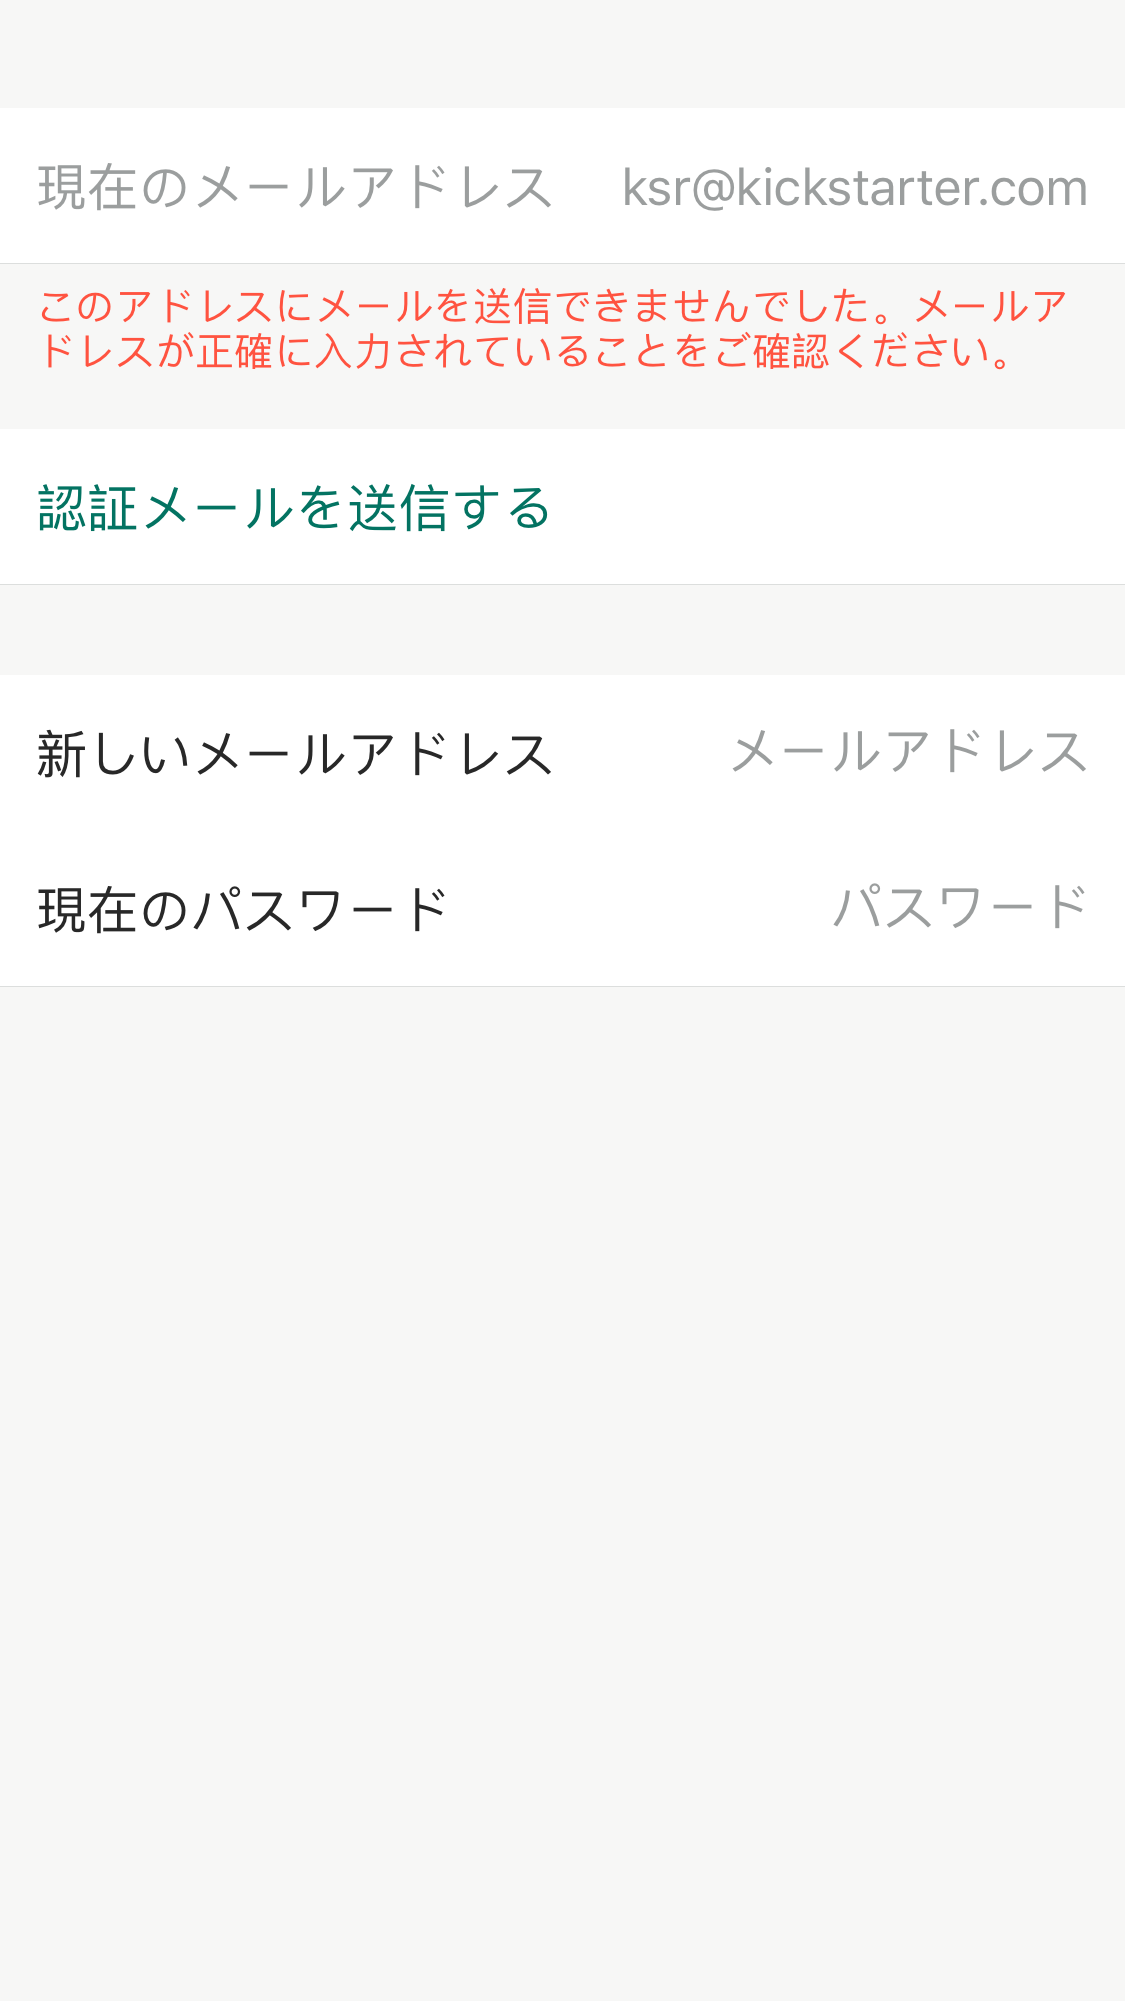 現在のメールアドレス ksr@kickstarter.com
このアドレスにメールを送信できませんでした。メールア
ドレスが正確に入力されていることをご確認ください。
認証メールを送信する
新しいメールアドレス メールアドレス
現在のパスワード パスワード